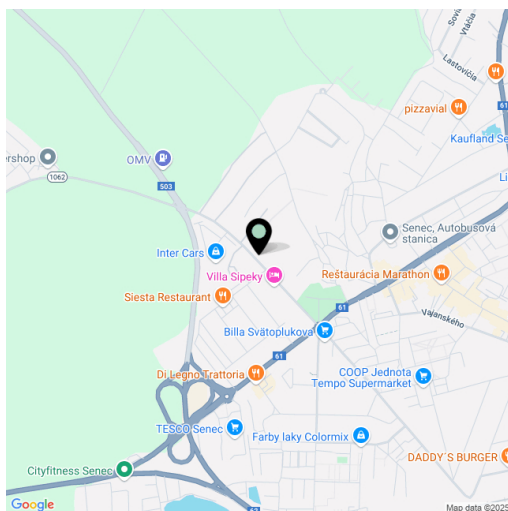 Lastovičia
pizzavial
Kaufland Se
ershop
OMV
1062
503
Senec, Autobusová
stanica
Inter Cars
Villa Sipeky
Reštaurácia Marathon
Siesta Restaurant
61
Vajanského
Billa Svätoplukova
61
COOP Jednota
Tempo Supermarket
Di Legno Trattoria
TESCO Senec
Farby laky Colormix
DADDY´S BURGER
Cityfitness Senec
61
Google
Map data ©2025